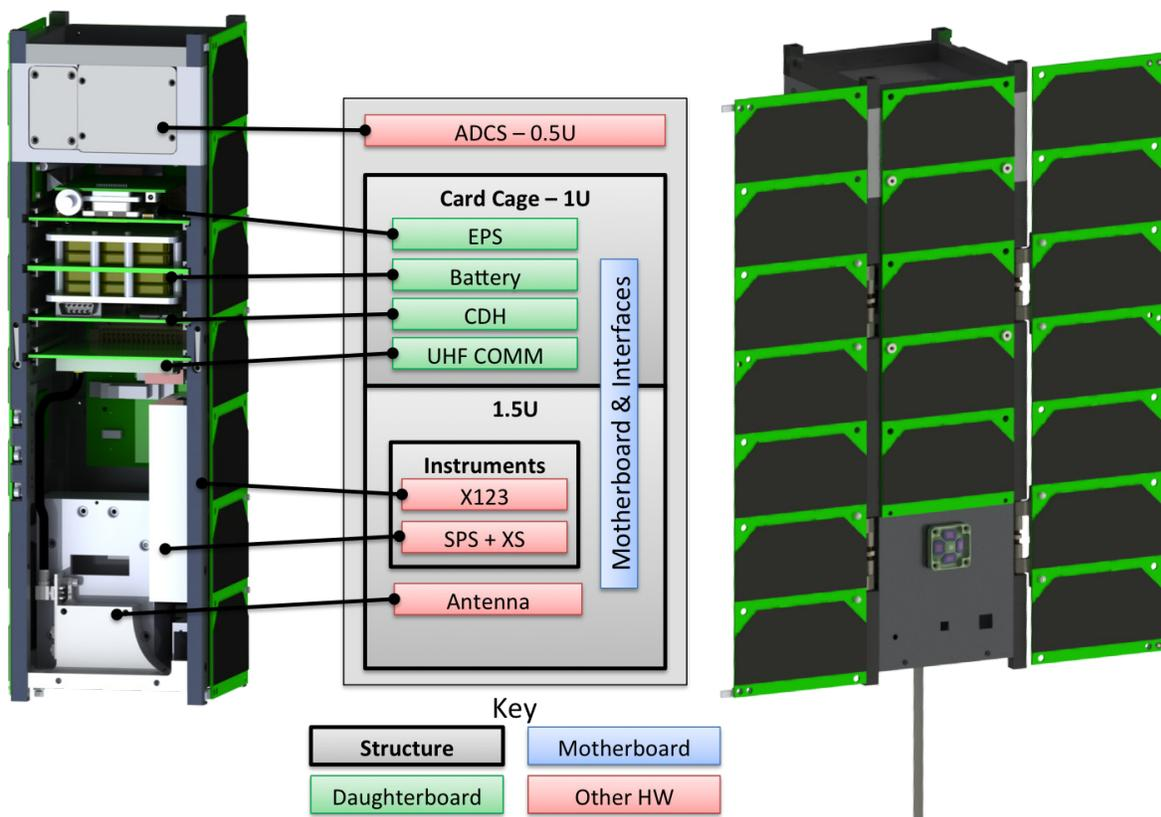 ADCS – 0.5U
Card Cage – 1U
EPS
Battery
CDH
UHF COMM
Motherboard & Interfaces
1.5U
Instruments
X123
SPS + XS
Antenna
Key
Structure
Motherboard
Daughterboard
Other HW